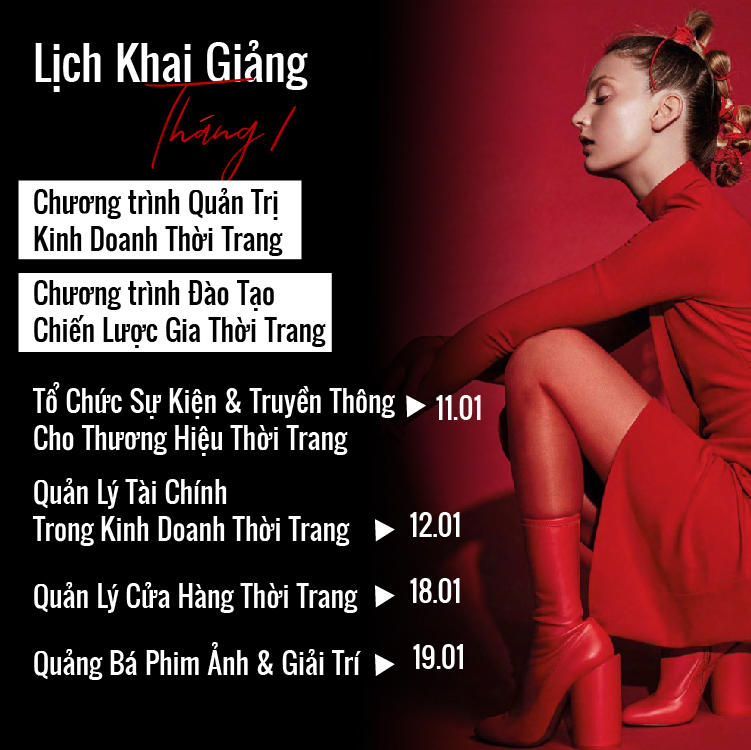 Lịch Khai Giảng
Tháng 1
Chương trình Quản Trị
Kinh Doanh Thời Trang
Chương trình Đào Tạo
Chiến Lược Gia Thời Trang
Tổ Chức Sự Kiện & Truyền Thông ▶ 11.01
Cho Thương Hiệu Thời Trang
Quản Lý Tài Chính
Trong Kinh Doanh Thời Trang ▶ 12.01
Quản Lý Cửa Hàng Thời Trang ▶ 18.01
Quảng Bá Phim Ảnh & Giải Trí ▶ 19.01